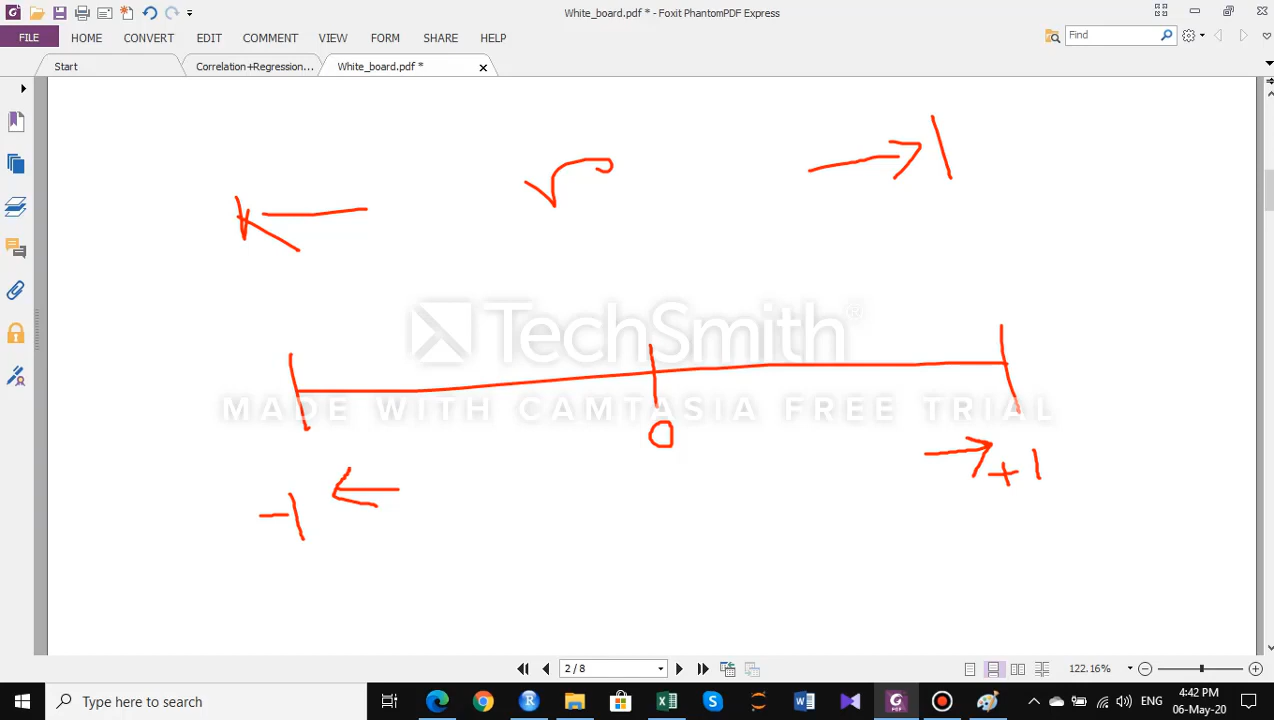 White_board.pdf * - Foxit PhantomPDF Express
FILE HOME CONVERT EDIT COMMENT VIEW FORM SHARE HELP
Find
Start Correlation+Regression... White_board.pdf *
r
TechSmith®
MADE WITH CAMTASIA FREE TRIAL
0
+1
-1
2 / 8
122.16%
Type here to search
ENG
4:42 PM
06-May-20